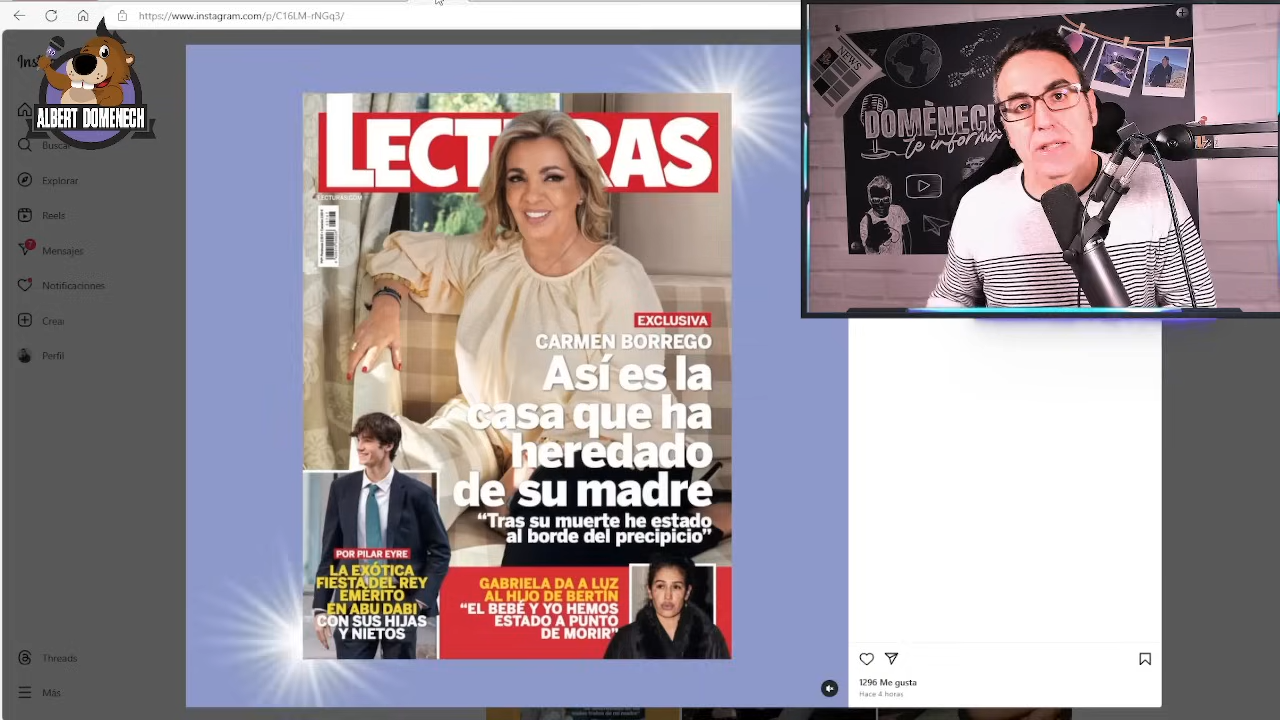 https://www.instagram.com/p/C16LM-rNGq3/
ALBERT DOMENECH
Buscar
Explorar
Reels
7
Mensajes
Notificaciones
Crear
Perfil
Threads
Más
LECTURAS
LECTURAS.COM
EXCLUSIVA
CARMEN BORREGO
Así es la
casa que ha
heredado
de su madre
“Tras su muerte he estado
al borde del precipicio”
POR PILAR EYRE
LA EXÓTICA
FIESTA DEL REY
EMÉRITO
EN ABU DABI
CON SUS HIJAS
Y NIETOS
GABRIELA DA A LUZ
AL HIJO DE BERTÍN
“EL BEBÉ Y YO HEMOS
ESTADO A PUNTO
DE MORIR”
NEWS
DOMÈNECH
te informa
1296 Me gusta
Hace 4 horas